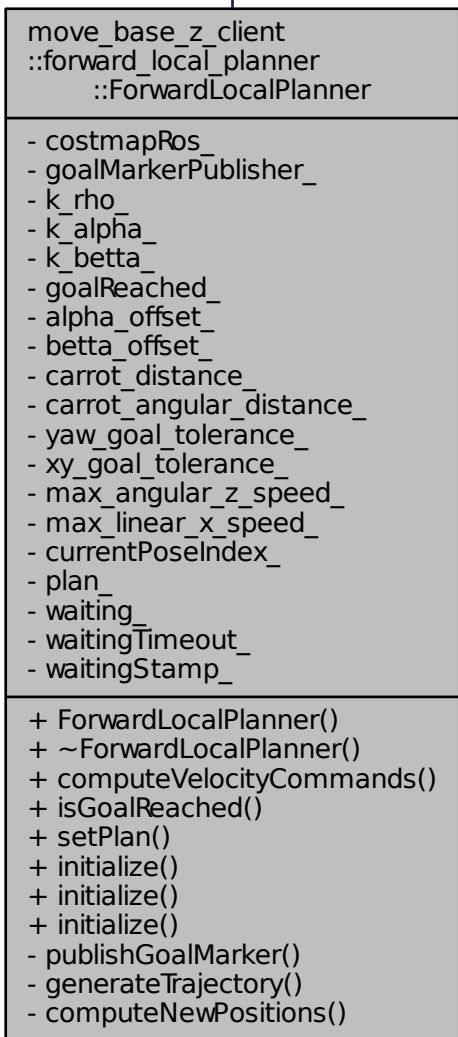 move_base_z_client
::forward_local_planner
::ForwardLocalPlanner
- costmapRos_
- goalMarkerPublisher_
- k_rho_
- k_alpha_
- k_betta_
- goalReached_
- alpha_offset_
- betta_offset_
- carrot_distance_
- carrot_angular_distance_
- yaw_goal_tolerance_
- xy_goal_tolerance_
- max_angular_z_speed_
- max_linear_x_speed_
- currentPoseIndex_
- plan_
- waiting_
- waitingTimeout_
- waitingStamp_
+ ForwardLocalPlanner()
+ ~ForwardLocalPlanner()
+ computeVelocityCommands()
+ isGoalReached()
+ setPlan()
+ initialize()
+ initialize()
+ initialize()
- publishGoalMarker()
- generateTrajectory()
- computeNewPositions()